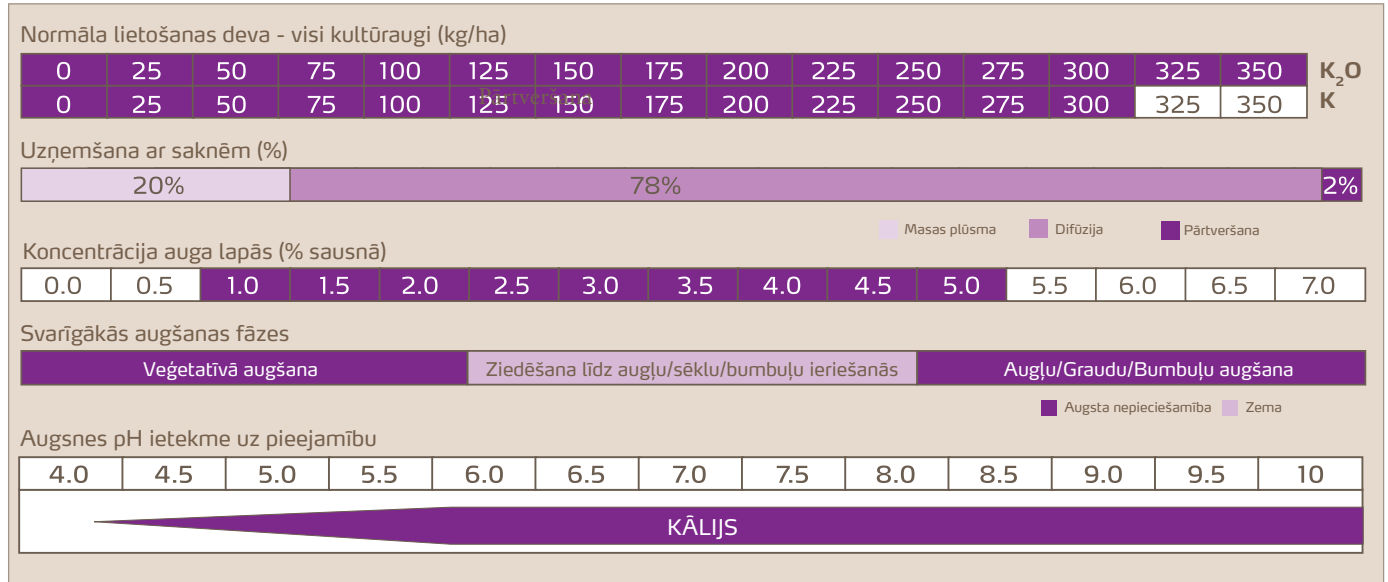 Normāla lietošanas deva - visi kultūraugi (kg/ha)
0 25 50 75 100 125 150 175 200 225 250 275 300 325 350 K₂O
0 25 50 75 100 125 150 175 200 225 250 275 300 325 350 K
Pārtveršana
Uzņemšana ar saknēm (%)
20% 78% 2%
Masas plūsma Difūzija Pārtveršana
Koncentrācija auga lapās (% sausnā)
0.0 0.5 1.0 1.5 2.0 2.5 3.0 3.5 4.0 4.5 5.0 5.5 6.0 6.5 7.0
Svarīgākās augšanas fāzes
Veģetatīvā augšana Ziedēšana līdz augļu/sēklu/bumbuļu ieriešanās Augļu/Graudu/Bumbuļu augšana
Augsta nepieciešamība Zema
Augsnes pH ietekme uz pieejamību
4.0 4.5 5.0 5.5 6.0 6.5 7.0 7.5 8.0 8.5 9.0 9.5 10
KĀLIJS